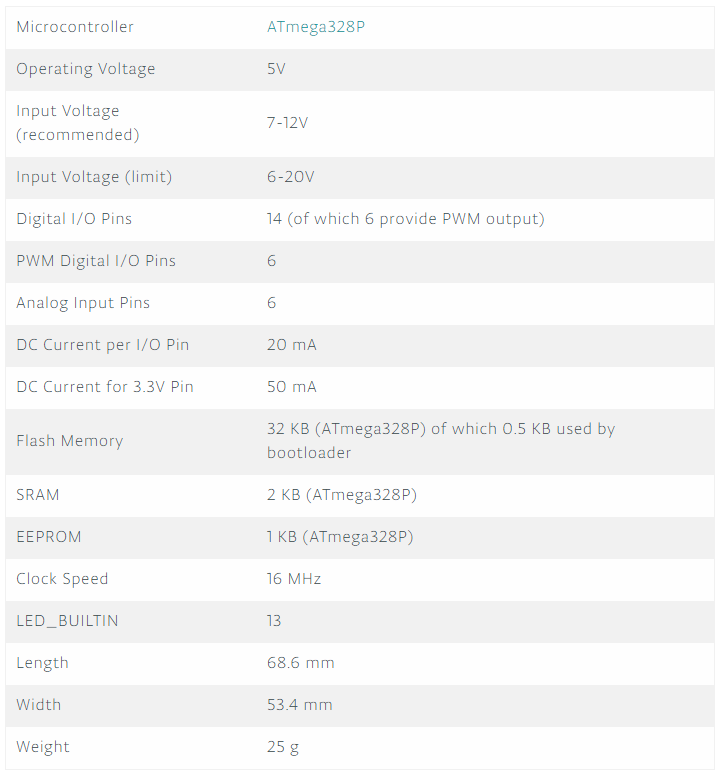 Microcontroller ATmega328P
Operating Voltage 5V
Input Voltage
(recommended) 7-12V
Input Voltage (limit) 6-20V
Digital I/O Pins 14 (of which 6 provide PWM output)
PWM Digital I/O Pins 6
Analog Input Pins 6
DC Current per I/O Pin 20 mA
DC Current for 3.3V Pin 50 mA
Flash Memory 32 KB (ATmega328P) of which 0.5 KB used by
bootloader
SRAM 2 KB (ATmega328P)
EEPROM 1 KB (ATmega328P)
Clock Speed 16 MHz
LED_BUILTIN 13
Length 68.6 mm
Width 53.4 mm
Weight 25 g